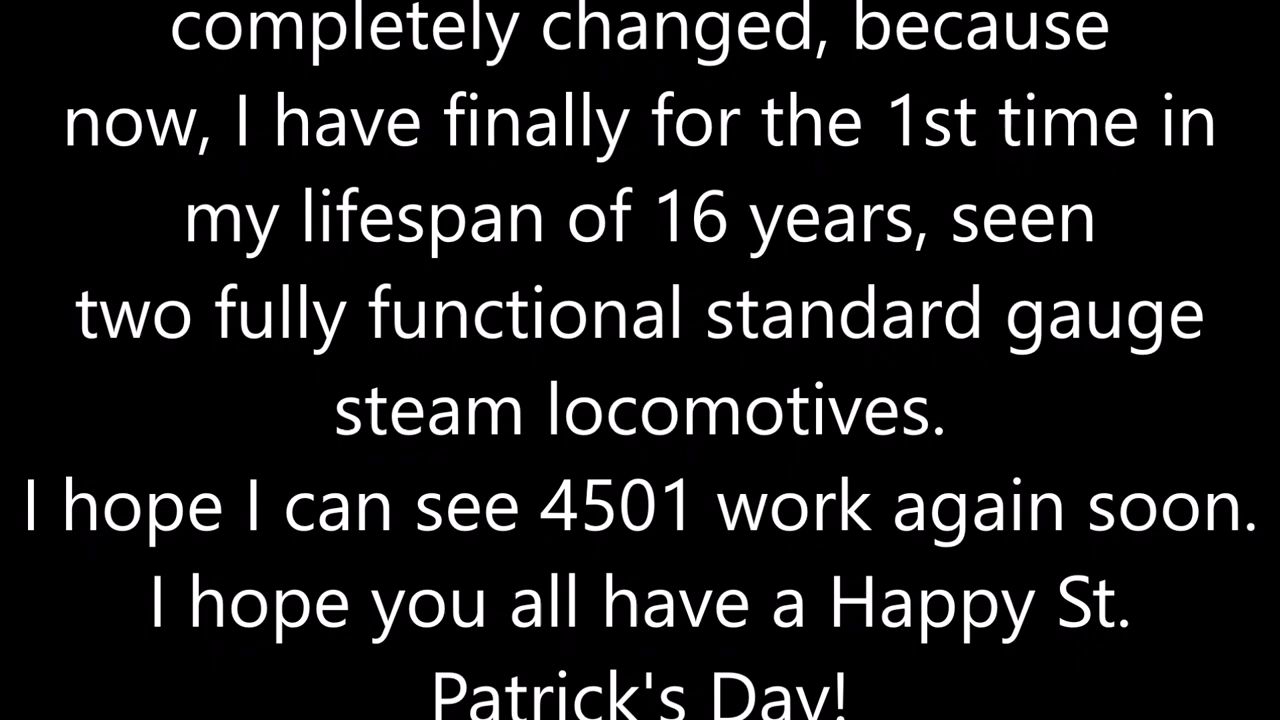 completely changed, because
now, I have finally for the 1st time in
my lifespan of 16 years, seen
two fully functional standard gauge
steam locomotives.
I hope I can see 4501 work again soon.
I hope you all have a Happy St.
Patrick's Day!